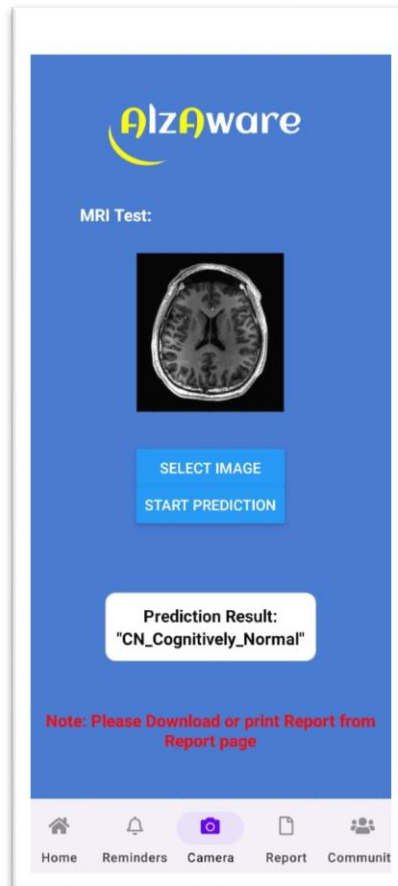 AlzAware
MRI Test:
SELECT IMAGE
START PREDICTION
Prediction Result:
"CN_Cognitively_Normal"
Note: Please Download or print Report from
Report page
Home Reminders Camera Report Communit